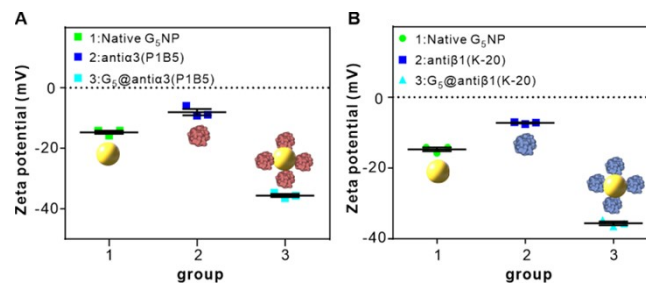 A
1:Native G₅NP
2:antiα3(P1B5)
3:G₅@antiα3(P1B5)
Zeta potential (mV)
0
-20
-40
1 2 3
group
B
1:Native G₅NP
2:antiβ1(K-20)
3:G₅@antiβ1(K-20)
Zeta potential (mV)
0
-20
-40
1 2 3
group